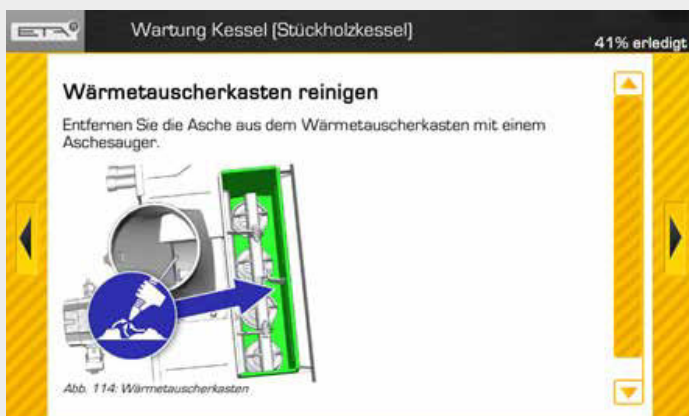 ETA
Wartung Kessel (Stückholzkessel)
41% erledigt
Wärmetauscherkasten reinigen
Entfernen Sie die Asche aus dem Wärmetauscherkasten mit einem
Aschesauger.
Abb. 114: Wärmetauscherkasten